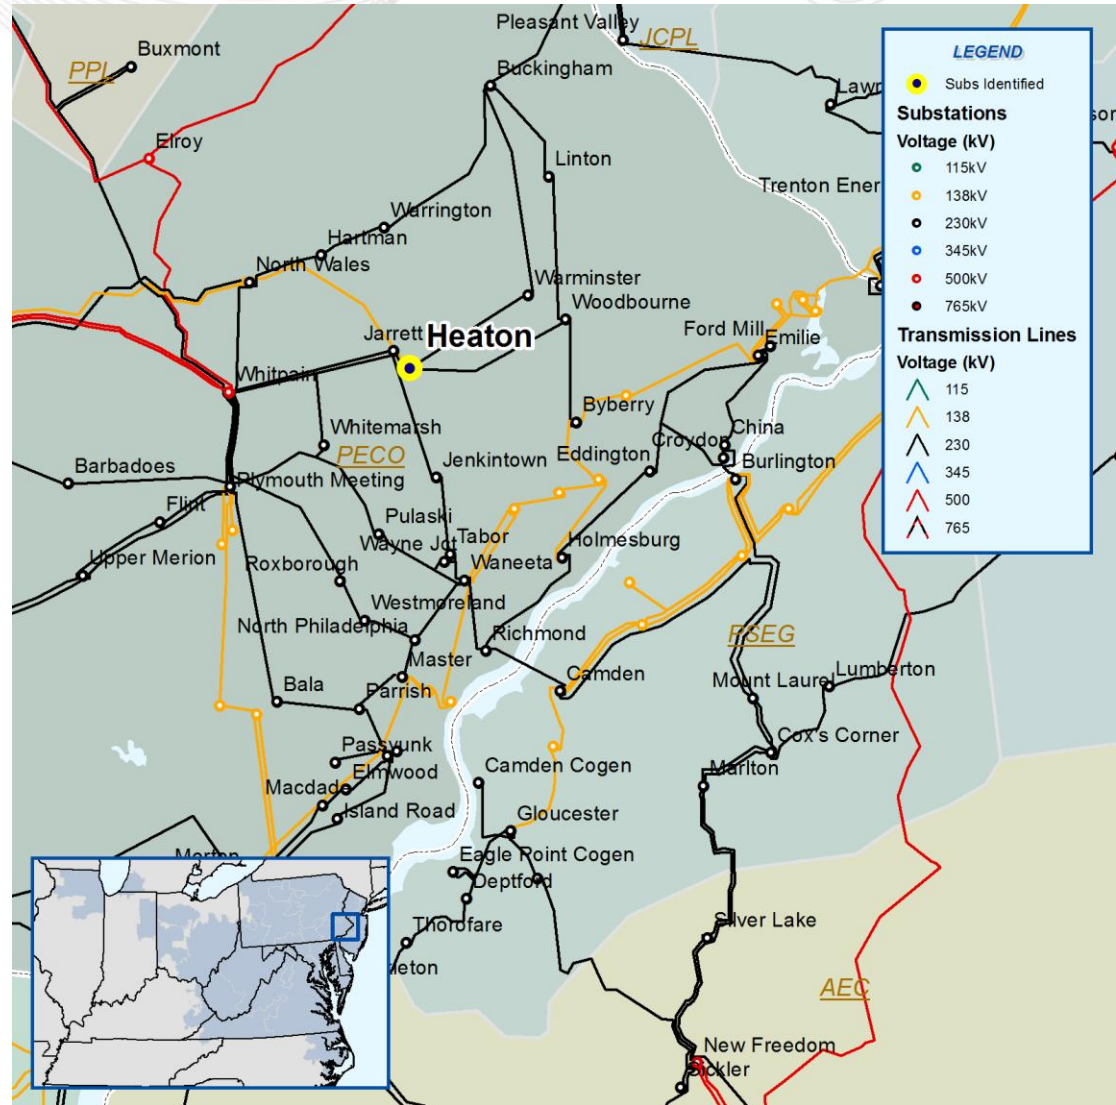 Pleasant Valley
JCPL
Buxmont
PPL
Buckingham
Elroy
Linton
Trenton Ener
Warrington
Hartman
North Wales
Warminster
Woodbourne
Jarrett
Heaton
Ford Mill
Emilie
Whitpain
Byberry
Whitemarsh
PECO
Croydon
China
Barbadoes
Jenkintown
Eddington
Burlington
Plymouth Meeting
Flint
Pulaski
Tabor
Wayne Jct
Holmesburg
Upper Merion
Roxborough
Waneeta
Westmoreland
North Philadelphia
Richmond
PSEG
Master
Camden
Lumberton
Bala
Parrish
Mount Laurel
Passyunk
Cox's Corner
Elmwood
Marlton
Macdade
Camden Cogen
Island Road
Gloucester
Eagle Point Cogen
Deptford
Thorofare
Silver Lake
AEC
New Freedom
Sickler
LEGEND
Subs Identified
Substations
Voltage (kV)
115kV
138kV
230kV
345kV
500kV
765kV
Transmission Lines
Voltage (kV)
115
138
230
345
500
765